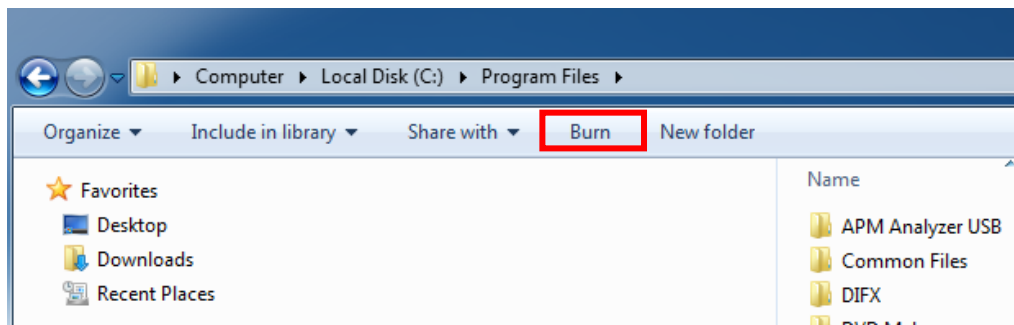 Computer Local Disk (C:) Program Files
Organize Include in library Share with Burn New folder
Favorites
Desktop
Downloads
Recent Places
Name
APM Analyzer USB
Common Files
DIFX